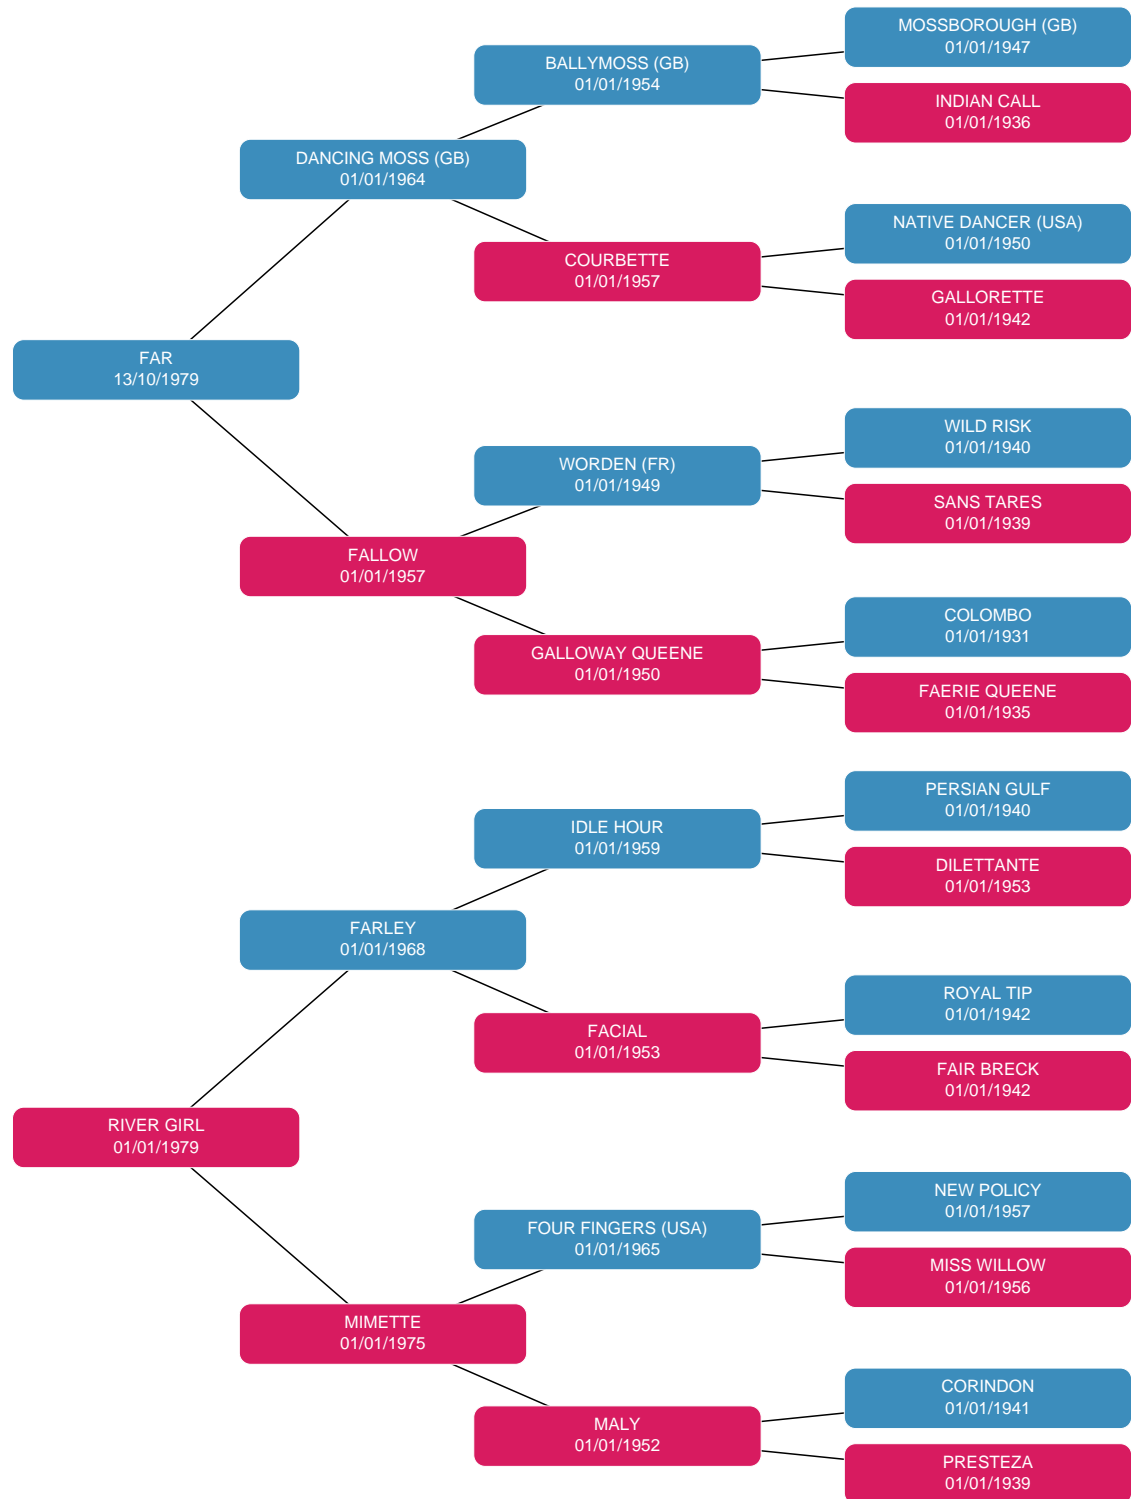 MOSSBOROUGH (GB)
01/01/1947
BALLYMOSS (GB)
01/01/1954
INDIAN CALL
01/01/1936
DANCING MOSS (GB)
01/01/1964
NATIVE DANCER (USA)
01/01/1950
COURBETTE
01/01/1957
GALLORETTE
01/01/1942
FAR
13/10/1979
WILD RISK
01/01/1940
WORDEN (FR)
01/01/1949
SANS TARES
01/01/1939
FALLOW
01/01/1957
COLOMBO
01/01/1931
GALLOWAY QUEENE
01/01/1950
FAERIE QUEENE
01/01/1935
PERSIAN GULF
01/01/1940
IDLE HOUR
01/01/1959
DILETTANTE
01/01/1953
FARLEY
01/01/1968
ROYAL TIP
01/01/1942
FACIAL
01/01/1953
FAIR BRECK
01/01/1942
RIVER GIRL
01/01/1979
NEW POLICY
01/01/1957
FOUR FINGERS (USA)
01/01/1965
MISS WILLOW
01/01/1956
MIMETTE
01/01/1975
CORINDON
01/01/1941
MALY
01/01/1952
PRESTEZA
01/01/1939